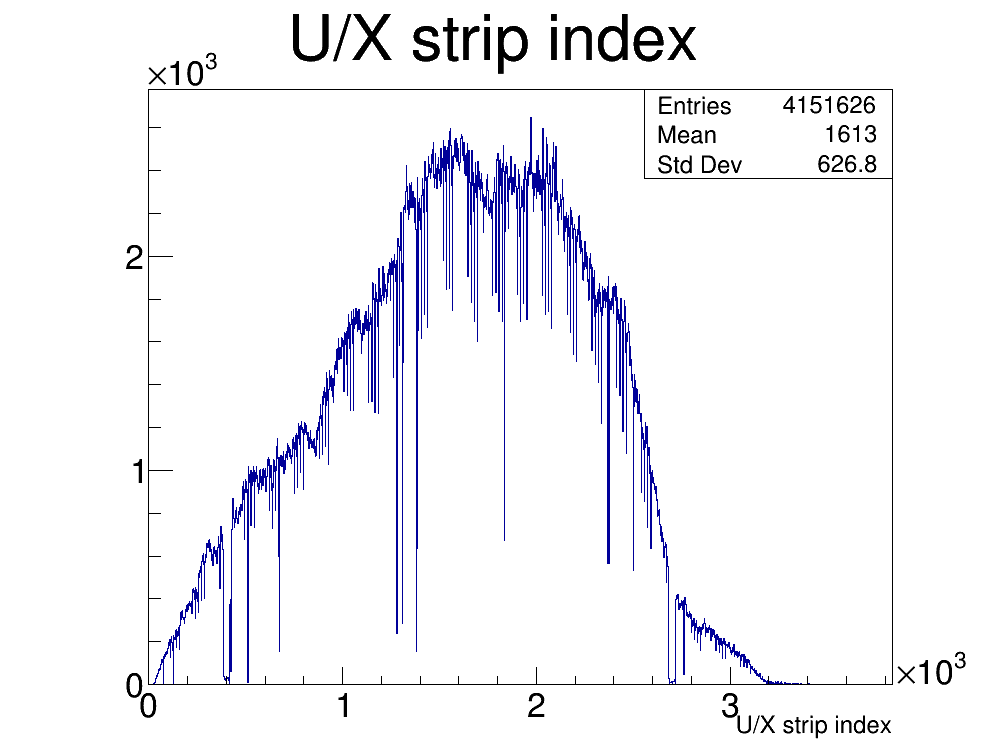 U/X strip index
×10³
Entries 4151626
Mean 1613
Std Dev 626.8
2
1
0
0 1 2 3
×10³
U/X strip index